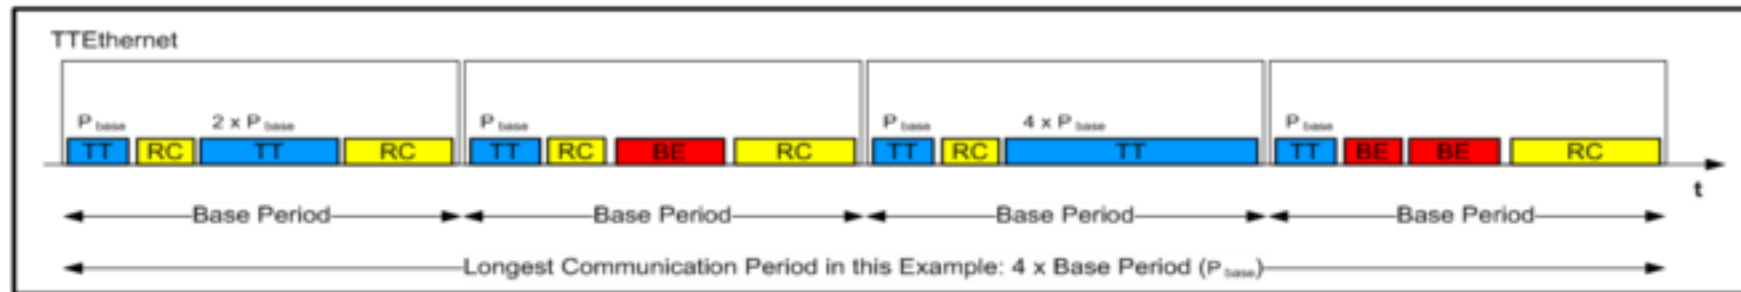 TTEthernet
P base 2 x P base P base P base 4 x P base P base
TT RC TT RC TT RC BE RC TT RC TT TT BE BE RC
t
Base Period Base Period Base Period Base Period
Longest Communication Period in this Example: 4 x Base Period (P base)